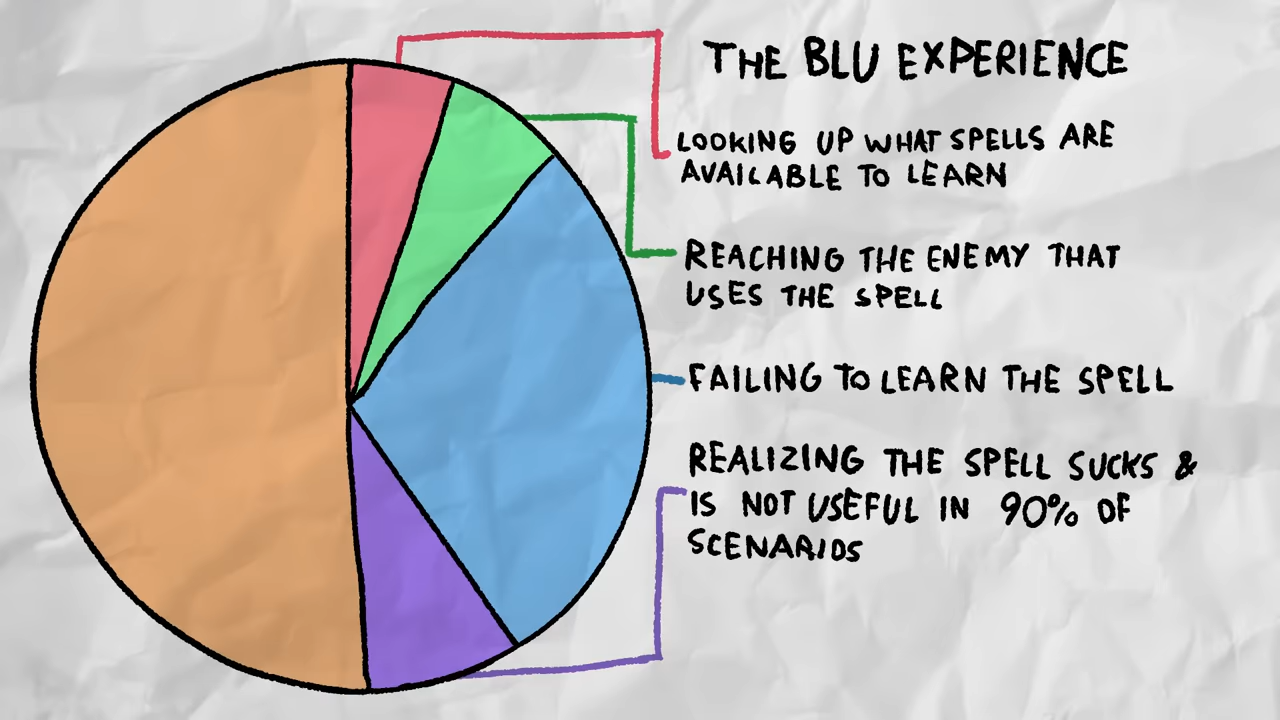 THE BLU EXPERIENCE
LOOKING UP WHAT SPELLS ARE
AVAILABLE TO LEARN
REACHING THE ENEMY THAT
USES THE SPELL
FAILING TO LEARN THE SPELL
REALIZING THE SPELL SUCKS &
IS NOT USEFUL IN 90% OF
SCENARIOS